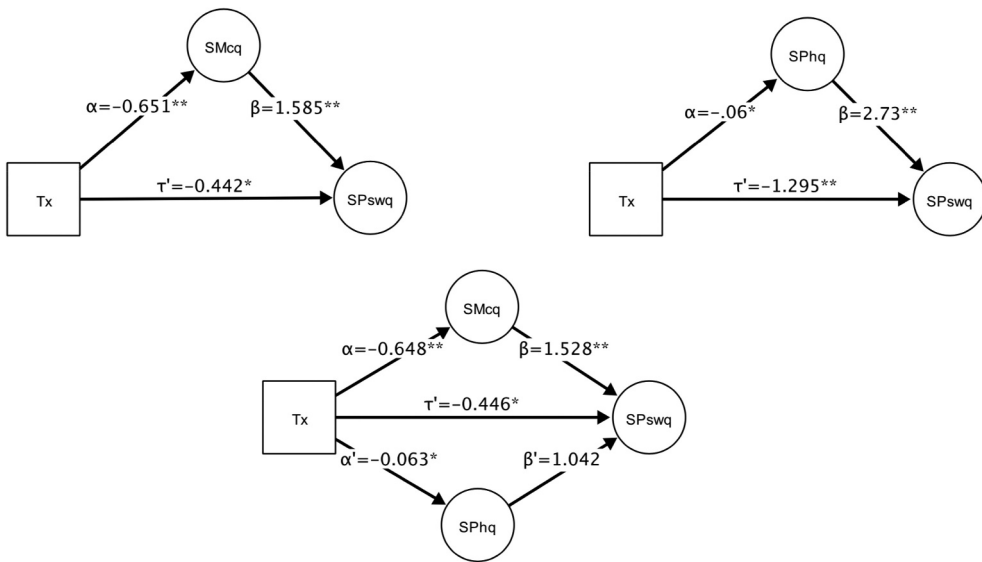 SMcq
α=-0.651**
β=1.585**
Tx
τ'=-0.442*
SPswq
SPhq
α=-.06*
β=2.73**
Tx
τ'=-1.295**
SPswq
SMcq
α=-0.648**
β=1.528**
Tx
τ'=-0.446*
SPswq
α'=-0.063*
β'=1.042
SPhq